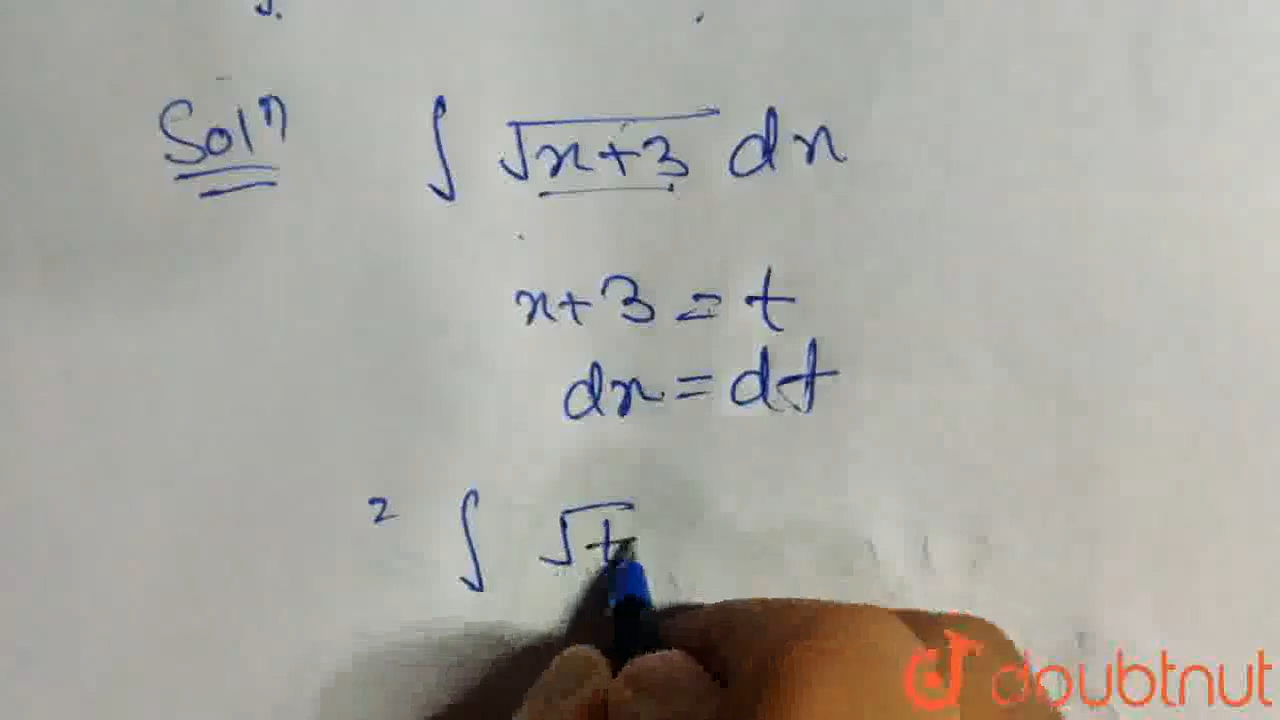 Solⁿ ∫ √x+3 dx
x+3 = t
dx = dt
= ∫ √t
doubtnut